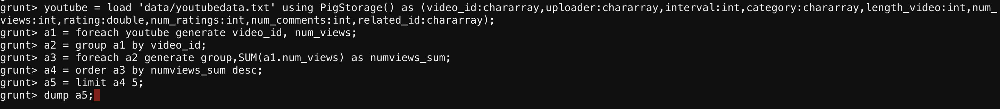 grunt> youtube = load 'data/youtubedata.txt' using PigStorage() as (video_id:chararray,uploader:chararray,interval:int,category:chararray,length_video:int,num_
views:int,rating:double,num_ratings:int,num_comments:int,related_id:chararray);
grunt> a1 = foreach youtube generate video_id, num_views;
grunt> a2 = group a1 by video_id;
grunt> a3 = foreach a2 generate group,SUM(a1.num_views) as numviews_sum;
grunt> a4 = order a3 by numviews_sum desc;
grunt> a5 = limit a4 5;
grunt> dump a5;